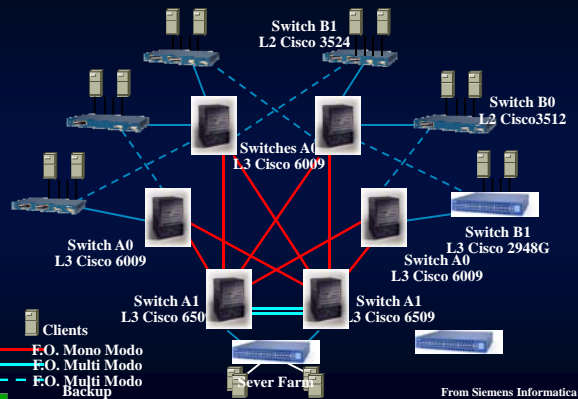 Switch B1
L2 Cisco 3524
Switch B0
L2 Cisco3512
Switches A0
L3 Cisco 6009
Switch B1
L3 Cisco 2948G
Switch A0
L3 Cisco 6009
Switch A0
L3 Cisco 6009
Switch A1
L3 Cisco 6509
Switch A1
L3 Cisco 6509
Clients
F.O. Mono Modo
F.O. Multi Modo
F.O. Multi Modo
Backup
Sever Farm
From Siemens Informatica